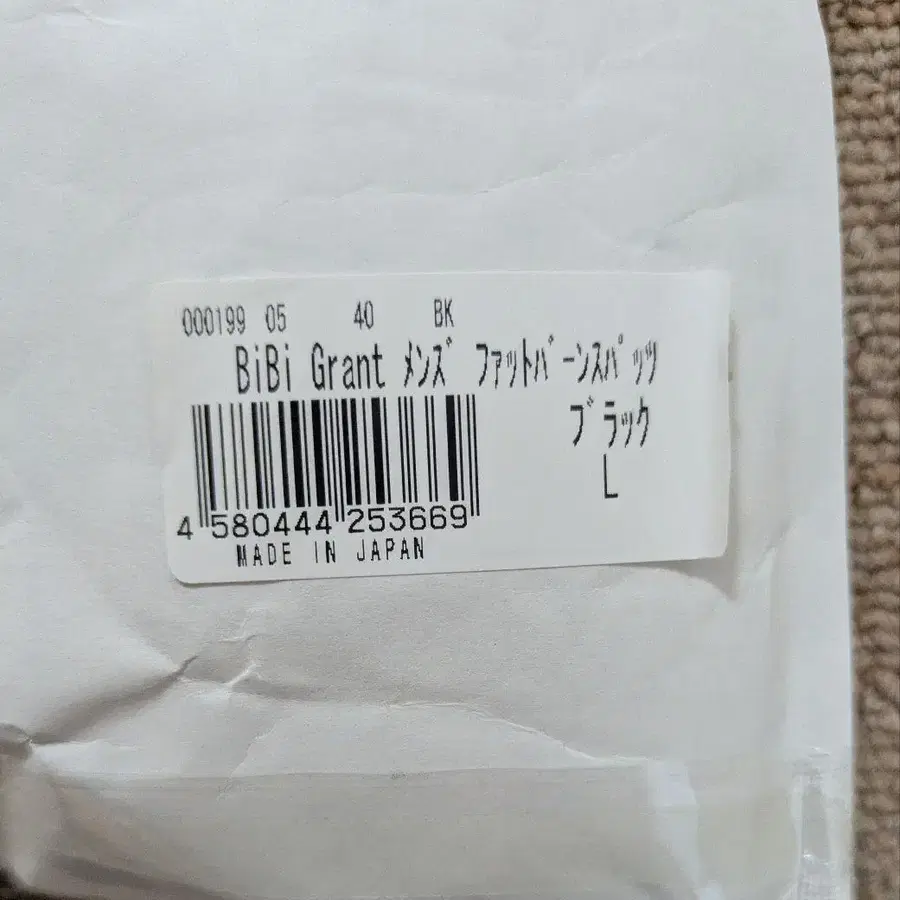 000199 05 40 BK
BiBi Grant ﾒﾝｽﾞ ﾌｧｯﾄﾊﾞｰﾝｽﾊﾟｯﾂ
ﾌﾞﾗｯｸ
L
4 580444 253669
MADE IN JAPAN